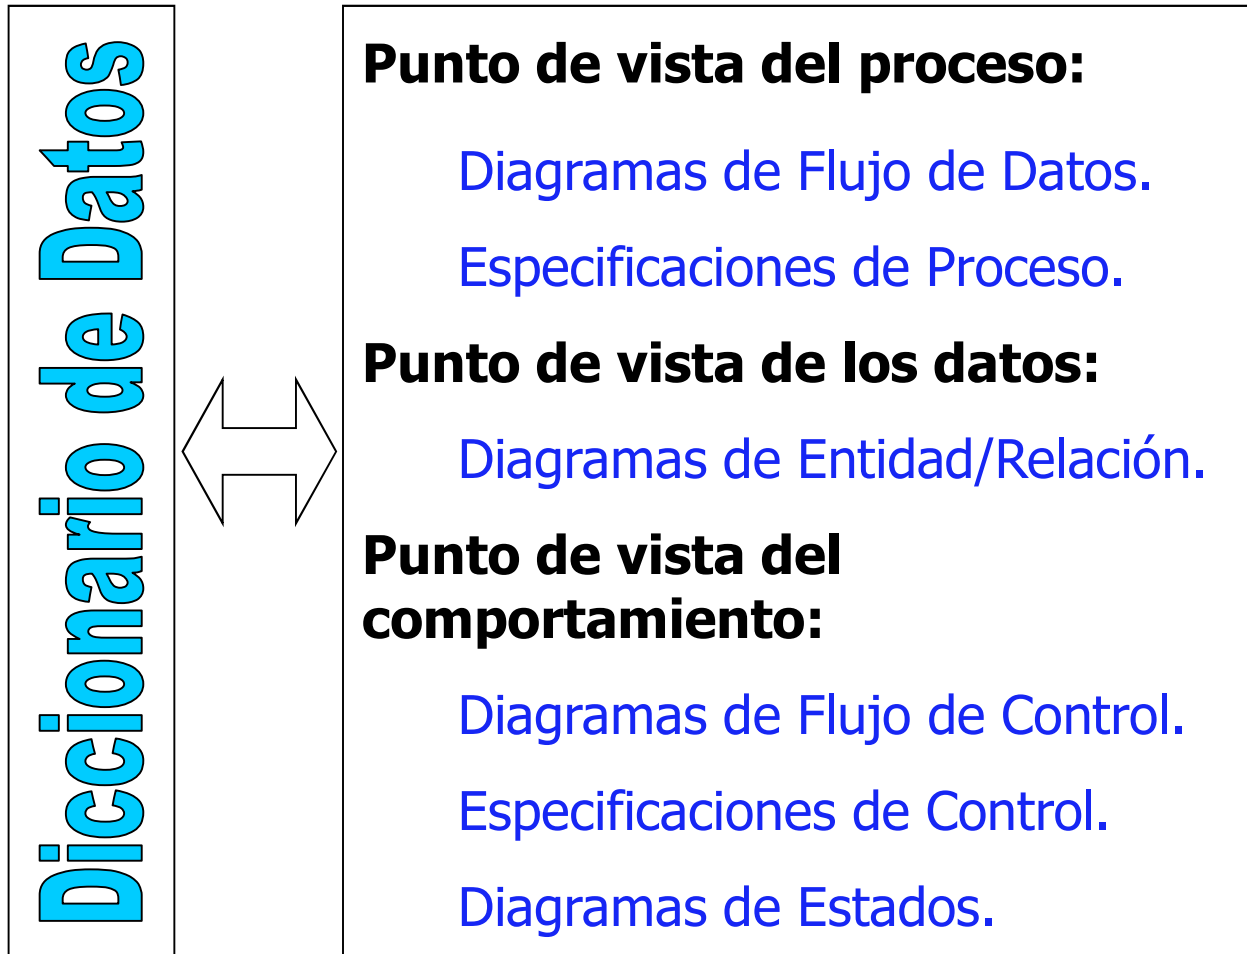 Diccionario de Datos
Punto de vista del proceso:
Diagramas de Flujo de Datos.
Especificaciones de Proceso.
Punto de vista de los datos:
Diagramas de Entidad/Relación.
Punto de vista del
comportamiento:
Diagramas de Flujo de Control.
Especificaciones de Control.
Diagramas de Estados.